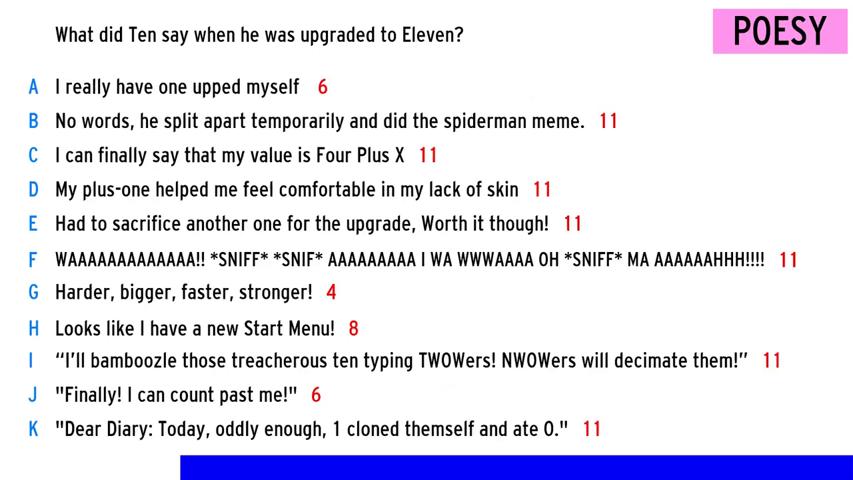 What did Ten say when he was upgraded to Eleven?
POESY
A I really have one upped myself 6
B No words, he split apart temporarily and did the spiderman meme. 11
C I can finally say that my value is Four Plus X 11
D My plus-one helped me feel comfortable in my lack of skin 11
E Had to sacrifice another one for the upgrade, Worth it though! 11
F WAAAAAAAAAAAAA!! *SNIFF* *SNIF* AAAAAAAAA I WA WWWAAAA OH *SNIFF* MA AAAAAAHHH!!!! 11
G Harder, bigger, faster, stronger! 4
H Looks like I have a new Start Menu! 8
I “I’ll bamboozle those treacherous ten typing TWOWers! NWOWers will decimate them!” 11
J "Finally! I can count past me!" 6
K "Dear Diary: Today, oddly enough, 1 cloned themself and ate 0." 11